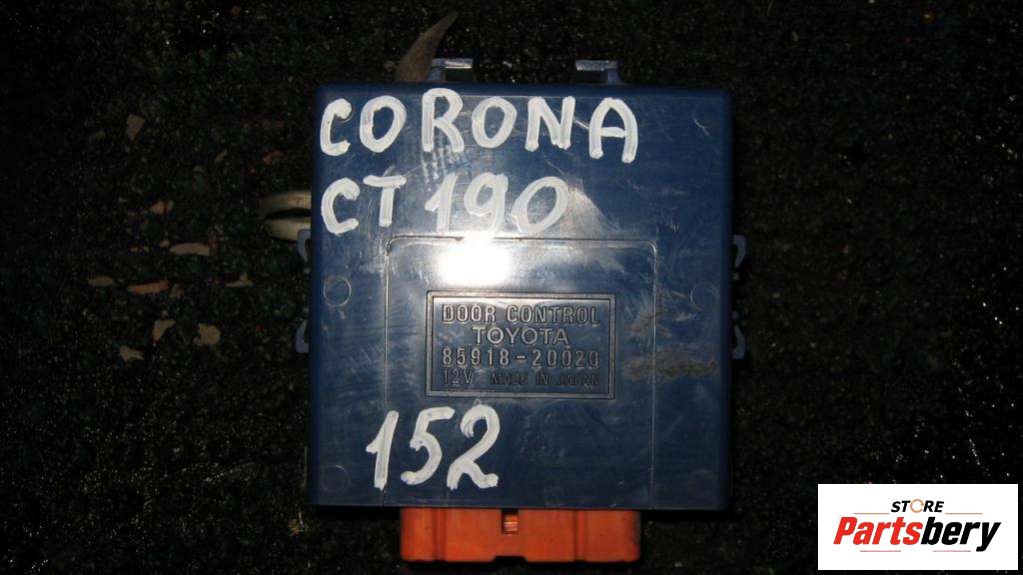 CORONA
CT 190
DOOR CONTROL
TOYOTA
85918-20020
12V MADE IN JAPAN
152
STORE
Partsbery